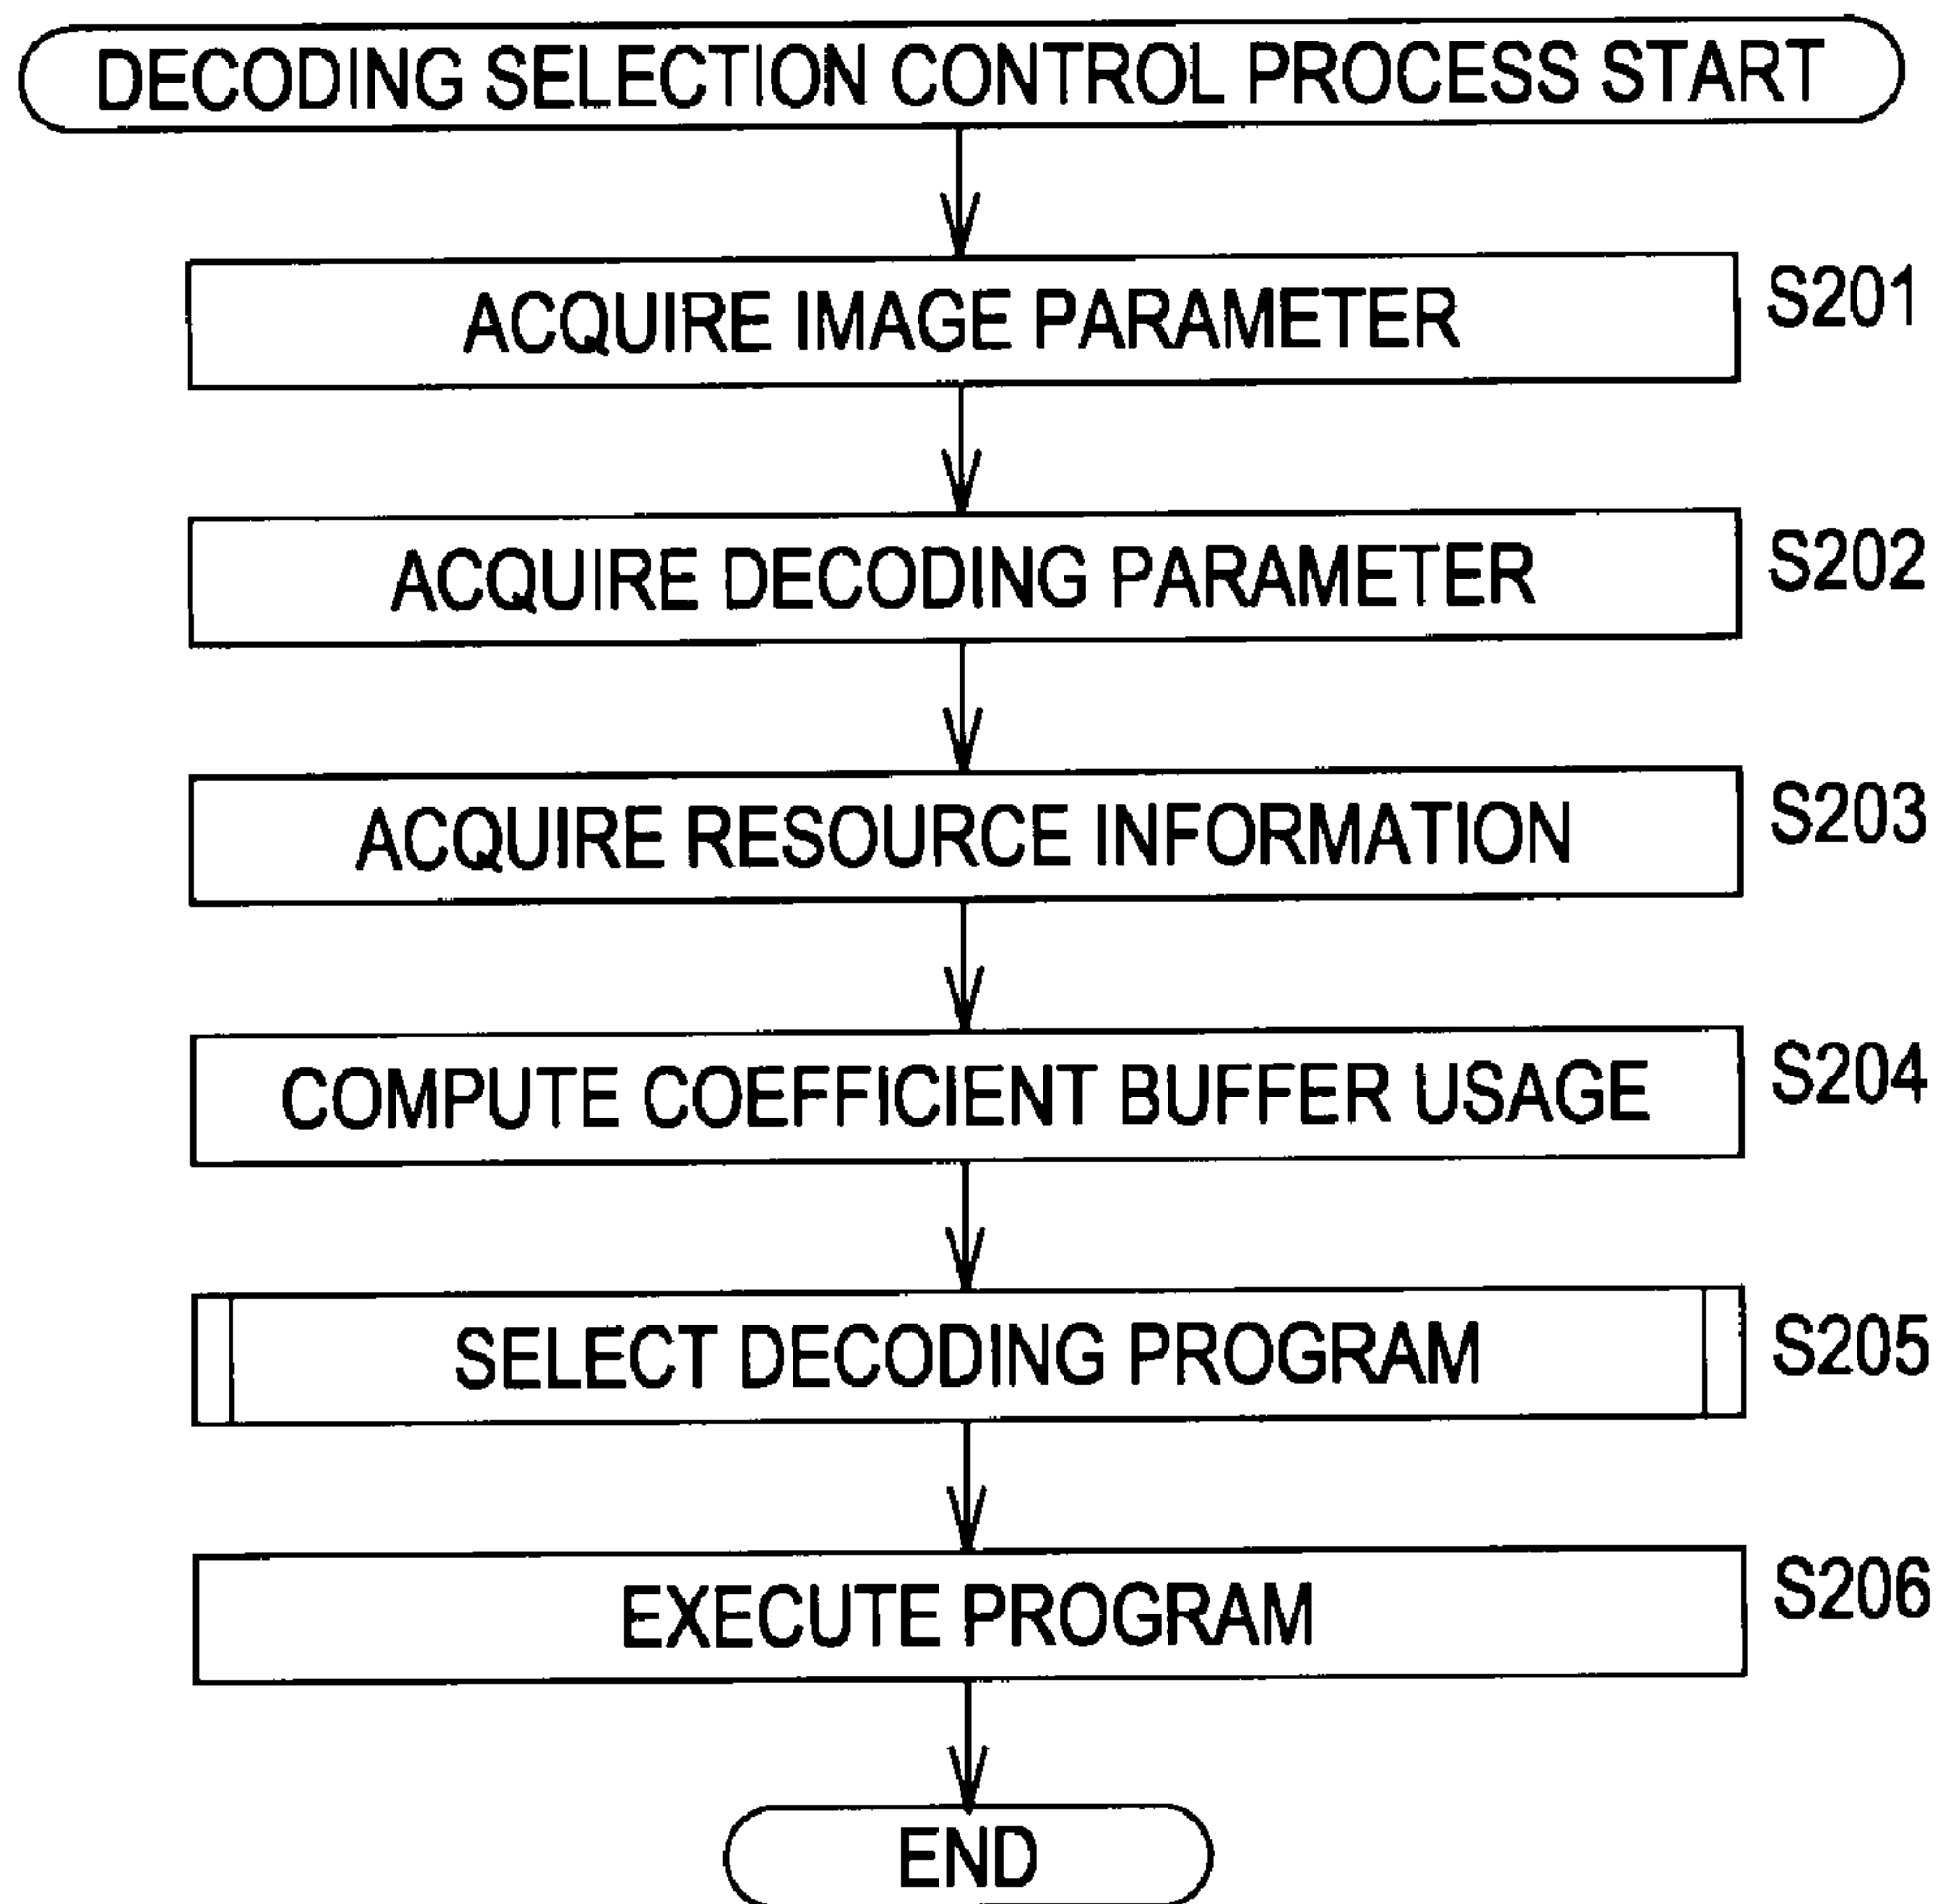 DECODING SELECTION CONTROL PROCESS START
ACQUIRE IMAGE PARAMETER
S201
ACQUIRE DECODING PARAMETER
S202
ACQUIRE RESOURCE INFORMATION
S203
COMPUTE COEFFICIENT BUFFER USAGE
S204
SELECT DECODING PROGRAM
S205
EXECUTE PROGRAM
S206
END